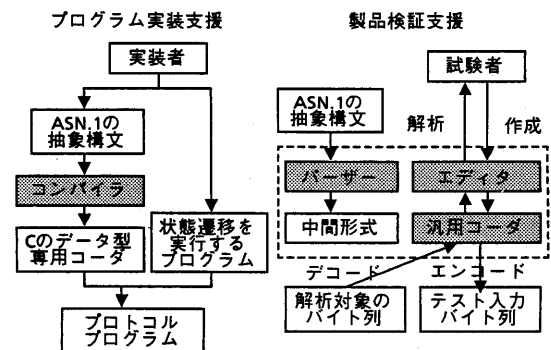 プログラム実装支援
実装者
ASN.1の
抽象構文
コンパイラ
Cのデータ型
専用コーダ
状態遷移を
実行する
プログラム
プロトコル
プログラム
製品検証支援
試験者
ASN.1の
抽象構文
解析
作成
パーザー
エディタ
中間形式
汎用コーダ
デコード
エンコード
解析対象の
バイト列
テスト入力
バイト列